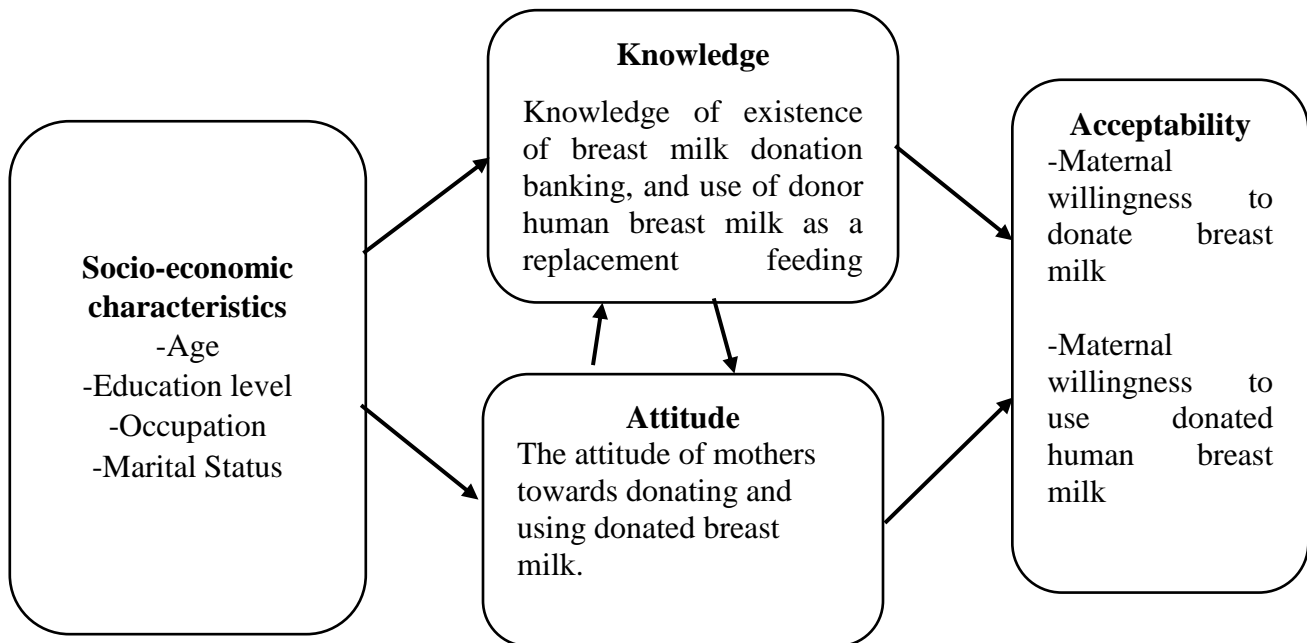 Socio-economic
characteristics
-Age
-Education level
-Occupation
-Marital Status
Knowledge
Knowledge of existence
of breast milk donation
banking, and use of donor
human breast milk as a
replacement feeding
Attitude
The attitude of mothers
towards donating and
using donated breast
milk.
Acceptability
-Maternal
willingness to
donate breast
milk
-Maternal
willingness to
use donated
human breast
milk